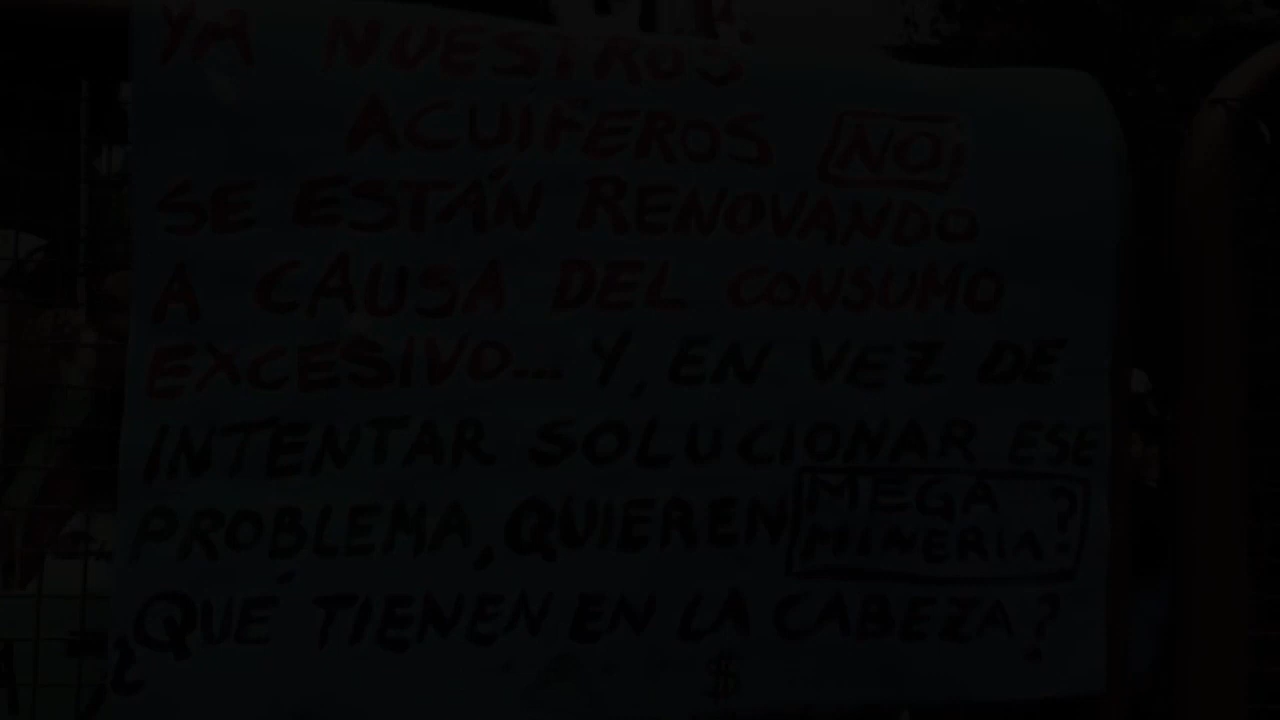 YA NUESTROS
ACUÍFEROS NO
SE ESTÁN RENOVANDO
A CAUSA DEL CONSUMO
EXCESIVO... Y, EN VEZ DE
INTENTAR SOLUCIONAR ESE
PROBLEMA, QUIEREN MEGA
MINERIA?
¿QUÉ TIENEN EN LA CABEZA?
$